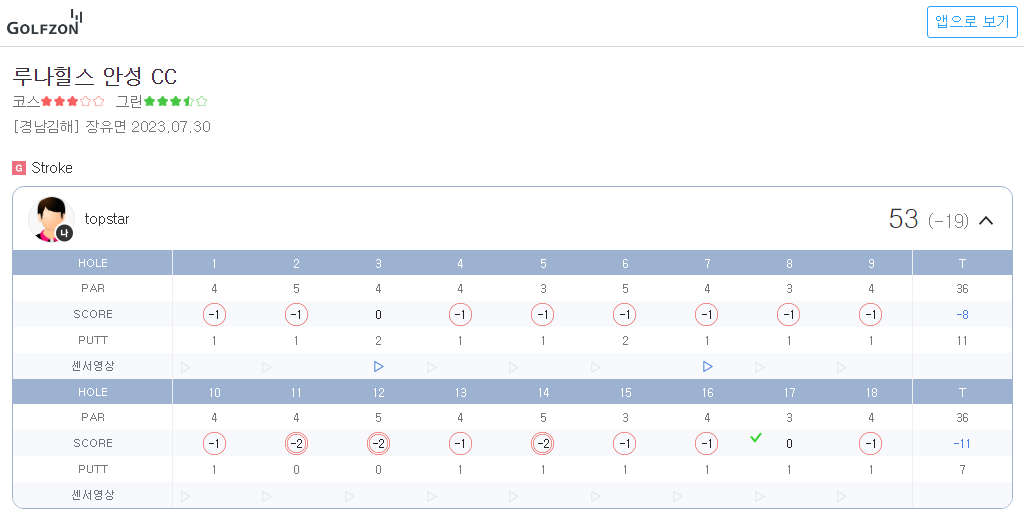 GOLFZON 앱으로 보기
루나힐스 안성 CC
코스 그린
[경남김해] 장유면 2023.07.30
G Stroke
나 topstar 53 (-19)
HOLE 1 2 3 4 5 6 7 8 9 T
PAR 4 5 4 4 3 5 4 3 4 36
SCORE -1 -1 0 -1 -1 -1 -1 -1 -1 -8
PUTT 1 1 2 1 1 2 1 1 1 11
센서영상
HOLE 10 11 12 13 14 15 16 17 18 T
PAR 4 4 5 4 5 3 4 3 4 36
SCORE -1 -2 -2 -1 -2 -1 -1 0 -1 -11
PUTT 1 0 0 1 1 1 1 1 1 7
센서영상